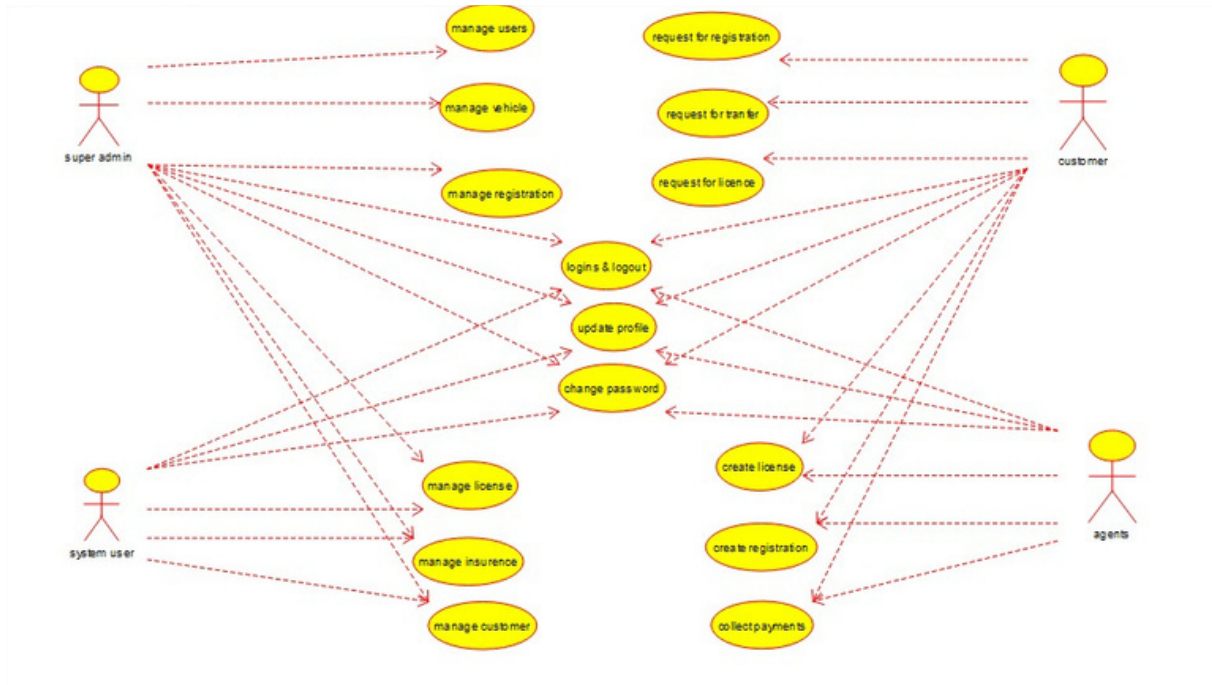 manage users
request for registration
manage vehicle
request for tranfer
super admin
customer
manage registration
request for licence
logins & logout
update profile
change password
manage license
create license
system user
agents
manage insurence
create registration
manage customer
collect payments